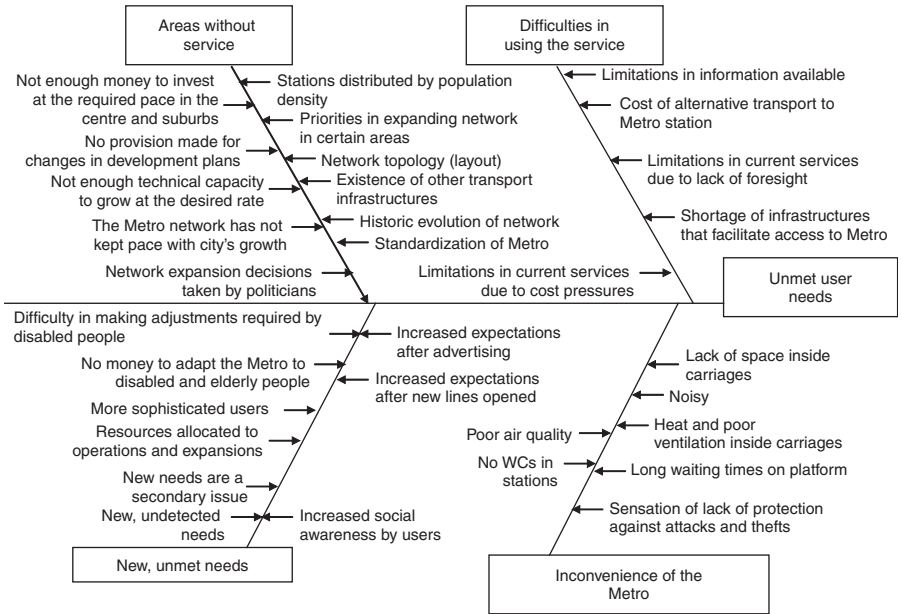 Areas without
service
Difficulties in
using the service
Not enough money to invest
at the required pace in the
centre and suburbs
No provision made for
changes in development plans
Not enough technical capacity
to grow at the desired rate
The Metro network has not
kept pace with city's growth
Network expansion decisions
taken by politicians
Stations distributed by population
density
Priorities in expanding network
in certain areas
Network topology (layout)
Existence of other transport
infrastructures
Historic evolution of network
Standardization of Metro
Limitations in information available
Cost of alternative transport to
Metro station
Limitations in current services
due to lack of foresight
Shortage of infrastructures
that facilitate access to Metro
Limitations in current services
due to cost pressures
Unmet user
needs
Difficulty in making adjustments required by
disabled people
No money to adapt the Metro to
disabled and elderly people
More sophisticated users
Resources allocated to
operations and expansions
New needs are a
secondary issue
New, undetected
needs
Increased expectations
after advertising
Increased expectations
after new lines opened
Increased social
awareness by users
New, unmet needs
Poor air quality
No WCs in
stations
Lack of space inside
carriages
Noisy
Heat and poor
ventilation inside carriages
Long waiting times on platform
Sensation of lack of protection
against attacks and thefts
Inconvenience of the
Metro